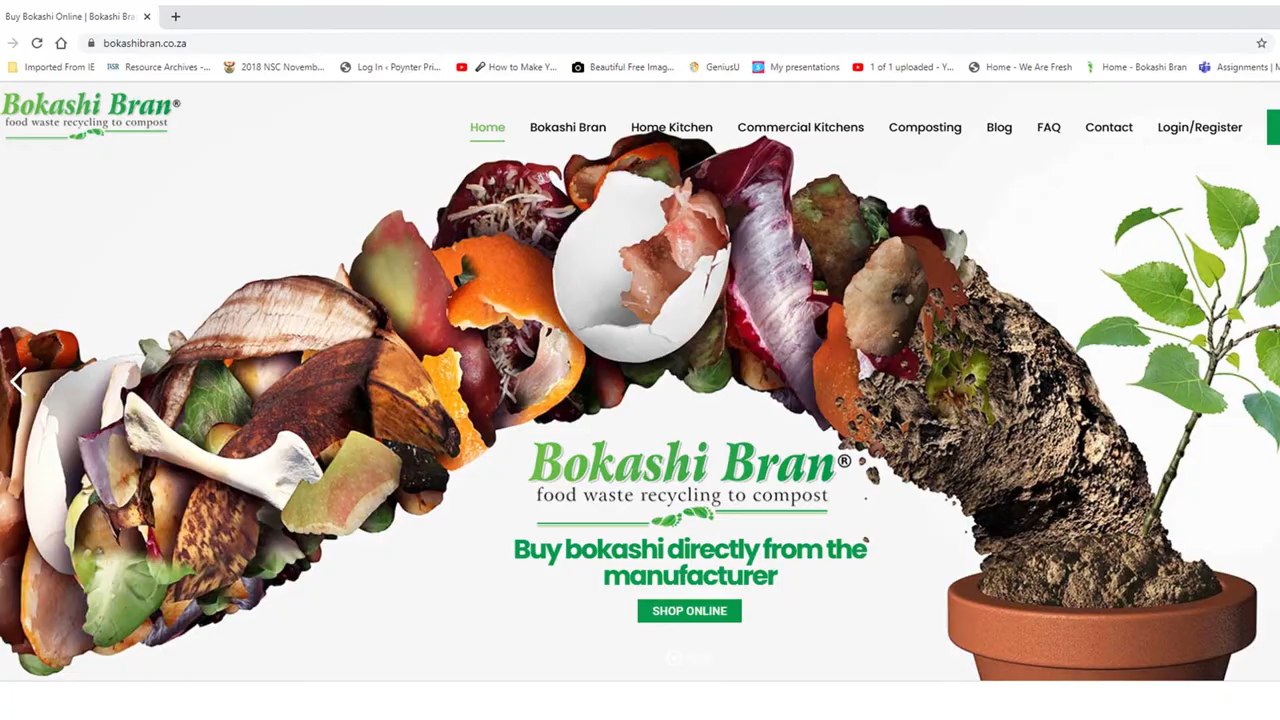 Buy Bokashi Online | Bokashi Bra
bokashibran.co.za
Imported From IE Resource Archives -... 2018 NSC Novemb... Log In ‹ Poynter Pri... How to Make Y... Beautiful Free Imag... GeniusU My presentations 1 of 1 uploaded - Y... Home - We Are Fresh Home - Bokashi Bran Assignments | M
Bokashi Bran®
food waste recycling to compost
Home Bokashi Bran Home Kitchen Commercial Kitchens Composting Blog FAQ Contact Login/Register
Bokashi Bran®
food waste recycling to compost
Buy bokashi directly from the
manufacturer
SHOP ONLINE